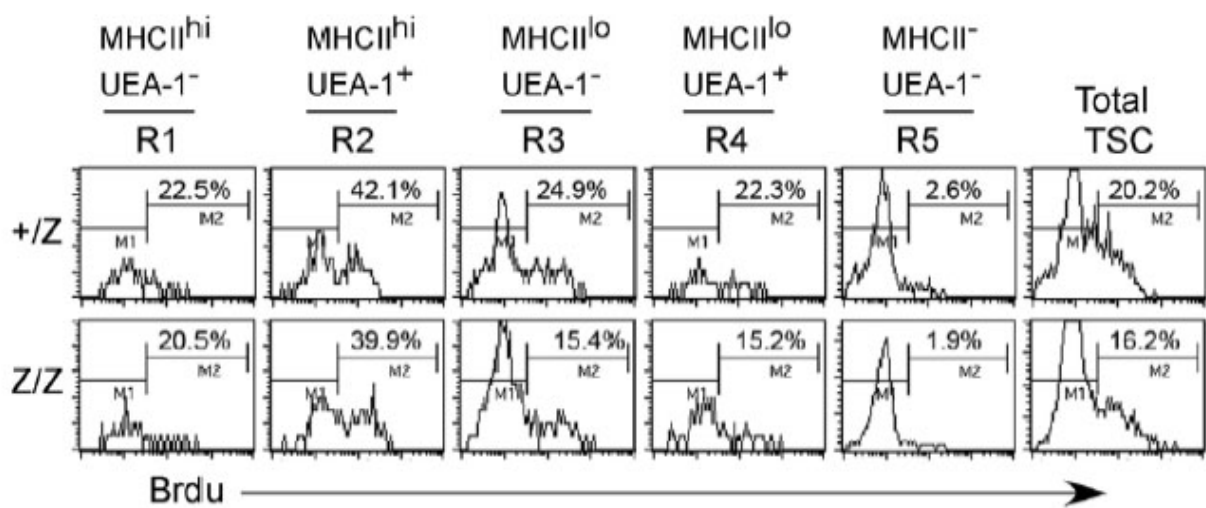 MHCII^hi MHCII^hi MHCII^lo MHCII^lo MHCII^-
UEA-1^- UEA-1^+ UEA-1^- UEA-1^+ UEA-1^- Total
R1 R2 R3 R4 R5 TSC
22.5% 42.1% 24.9% 22.3% 2.6% 20.2%
M2 M2 M2 M2 M2 M2
+/Z
M1 M1 M1 M1 M1 M1
20.5% 39.9% 15.4% 15.2% 1.9% 16.2%
M2 M2 M2 M2 M2 M2
Z/Z
M1 M1 M1 M1 M1 M1
Brdu